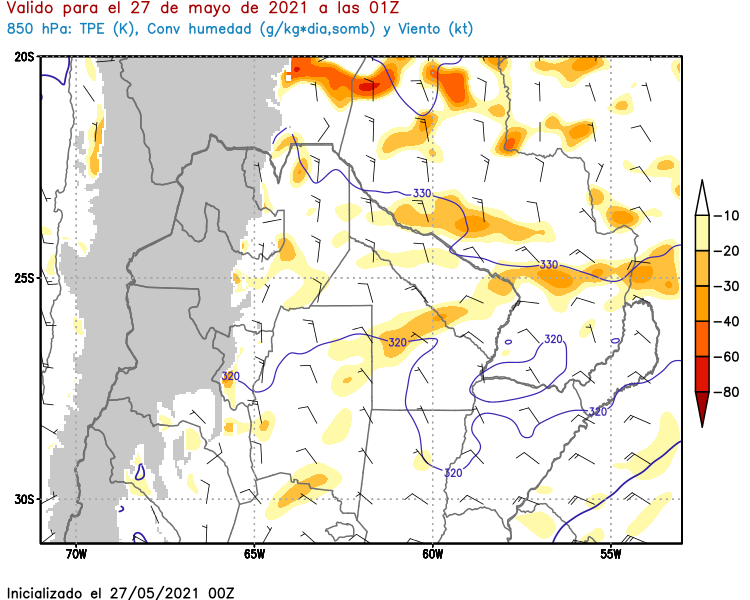 Valido para el 27 de mayo de 2021 a las 01Z
850 hPa: TPE (K), Conv humedad (g/kg*dia,somb) y Viento (kt)
20S
25S
30S
70W
65W
60W
55W
330
330
320
320
320
320
320
-10
-20
-30
-40
-60
-80
Inicializado el 27/05/2021 00Z